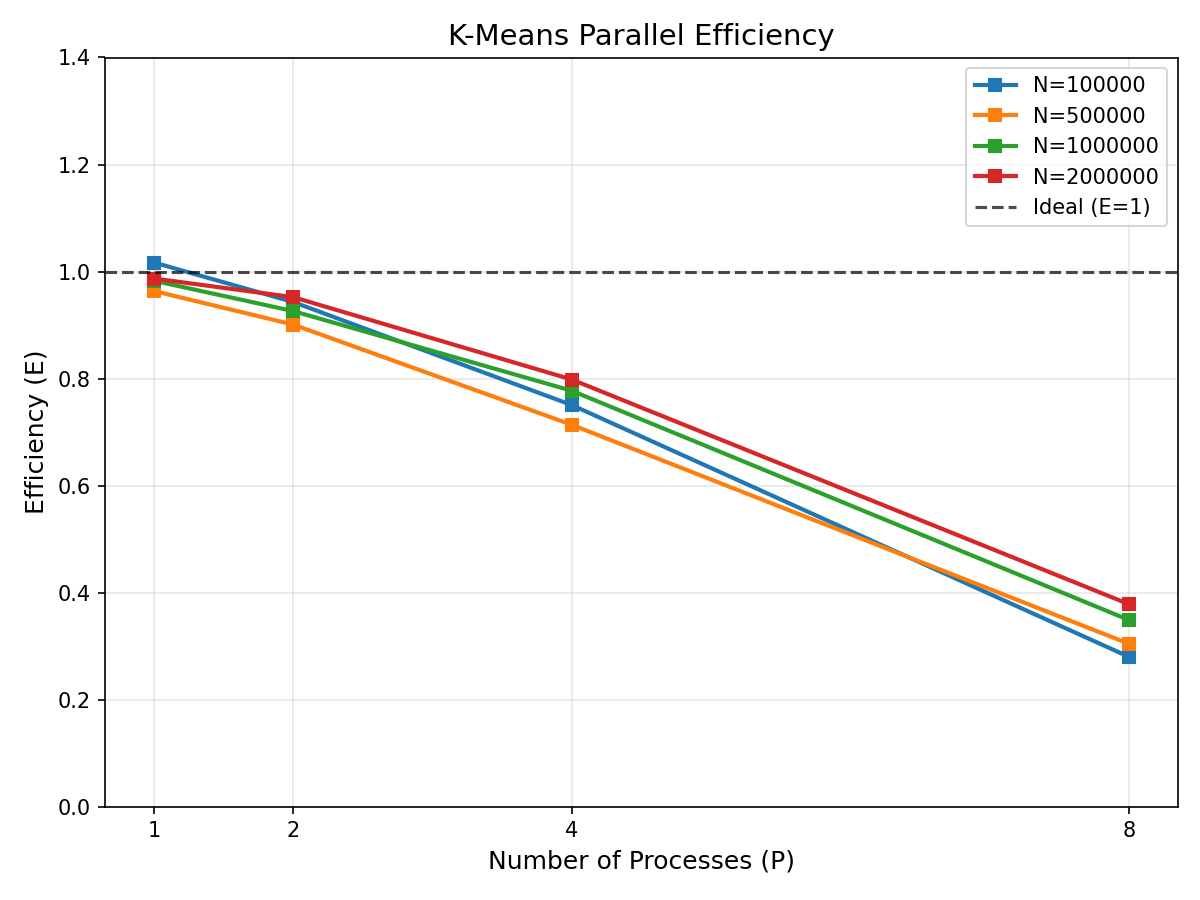 K-Means Parallel Efficiency
1.4
1.2
1.0
0.8
0.6
0.4
0.2
0.0
Efficiency (E)
N=100000
N=500000
N=1000000
N=2000000
Ideal (E=1)
1 2 4 8
Number of Processes (P)